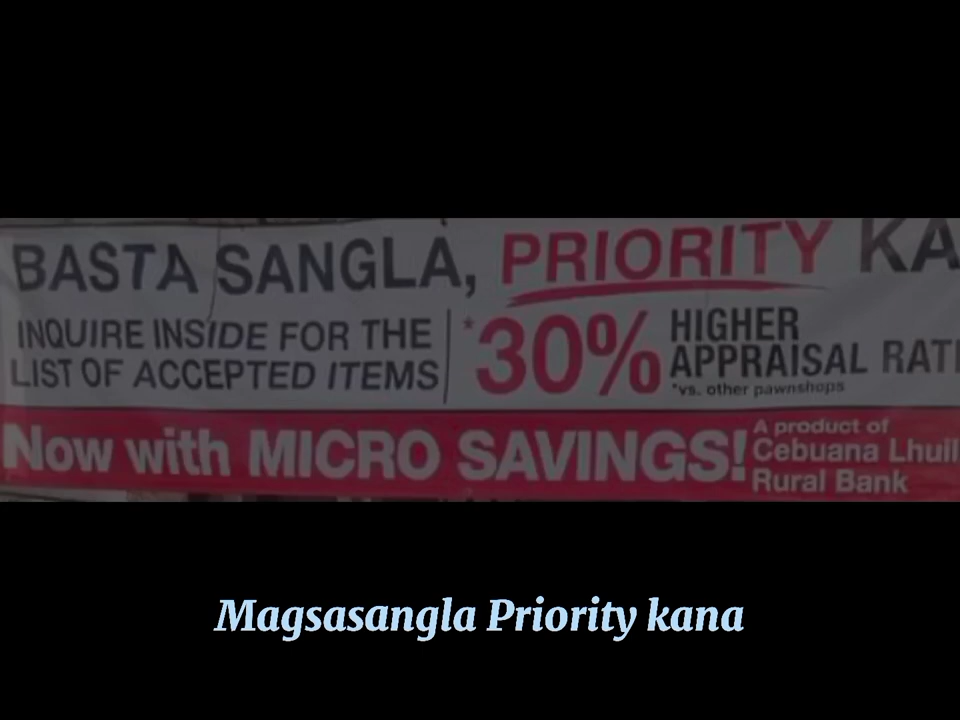 BASTA SANGLA, PRIORITY KA
INQUIRE INSIDE FOR THE
LIST OF ACCEPTED ITEMS
*30% HIGHER
APPRAISAL RAT
*vs. other pawnshops
Now with MICRO SAVINGS!
A product of
Cebuana Lhuil
Rural Bank
Magsasangla Priority kana